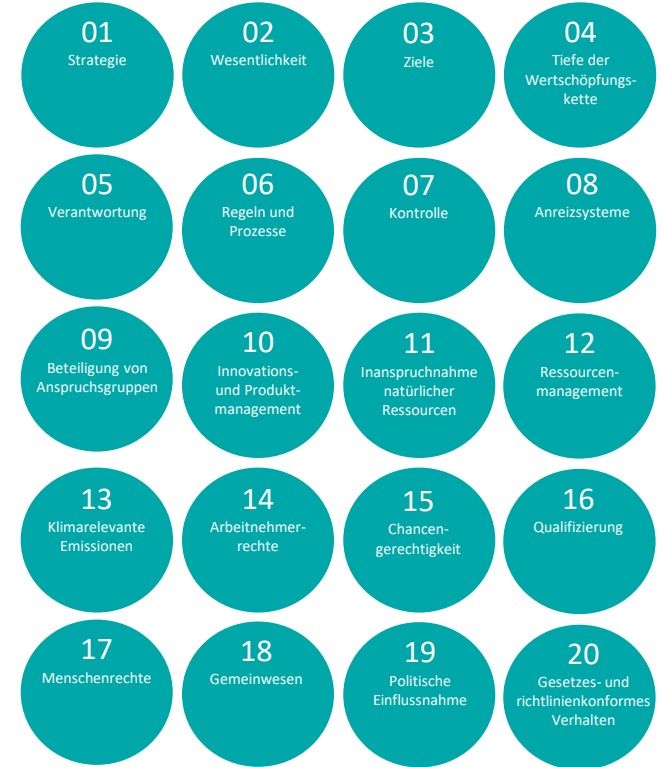 01
Strategie
02
Wesentlichkeit
03
Ziele
04
Tiefe der
Wertschöpfungs-
kette
05
Verantwortung
06
Regeln und
Prozesse
07
Kontrolle
08
Anreizsysteme
09
Beteiligung von
Anspruchsgruppen
10
Innovations-
und Produkt-
management
11
Inanspruchnahme
natürlicher
Ressourcen
12
Ressourcen-
management
13
Klimarelevante
Emissionen
14
Arbeitnehmer-
rechte
15
Chancen-
gerechtigkeit
16
Qualifizierung
17
Menschenrechte
18
Gemeinwesen
19
Politische
Einflussnahme
20
Gesetzes- und
richtlinienkonformes
Verhalten